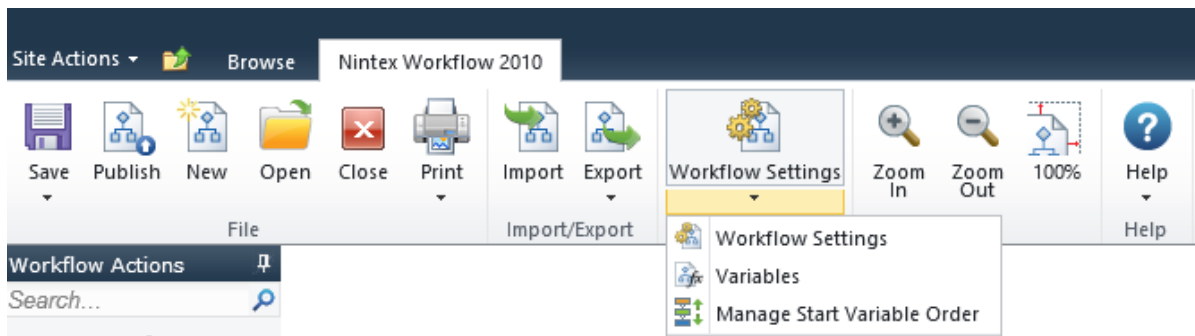 Site Actions Browse Nintex Workflow 2010
Save Publish New Open Close Print Import Export Workflow Settings Zoom In Zoom Out 100% Help
File Import/Export Help
Workflow Settings
Variables
Manage Start Variable Order
Workflow Actions
Search...